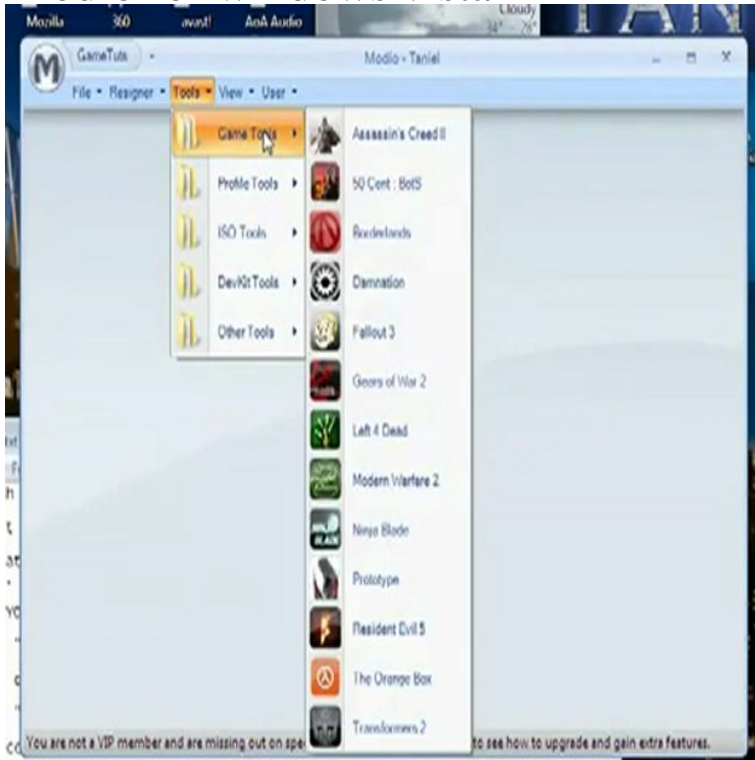 Mozilla 360 avast! AoA Audio
Cloudy
GameTuts
Modio - Taniel
File Resigner Tools View User
Game Tools
Profile Tools
ISO Tools
DevKit Tools
Other Tools
Assassin's Creed II
50 Cent : BotS
Borderlands
Damnation
Fallout 3
Gears of War 2
Left 4 Dead
Modern Warfare 2
Ninja Blade
Prototype
Resident Evil 5
The Orange Box
Transformers 2
You are not a VIP member and are missing out on spe to see how to upgrade and gain extra features.